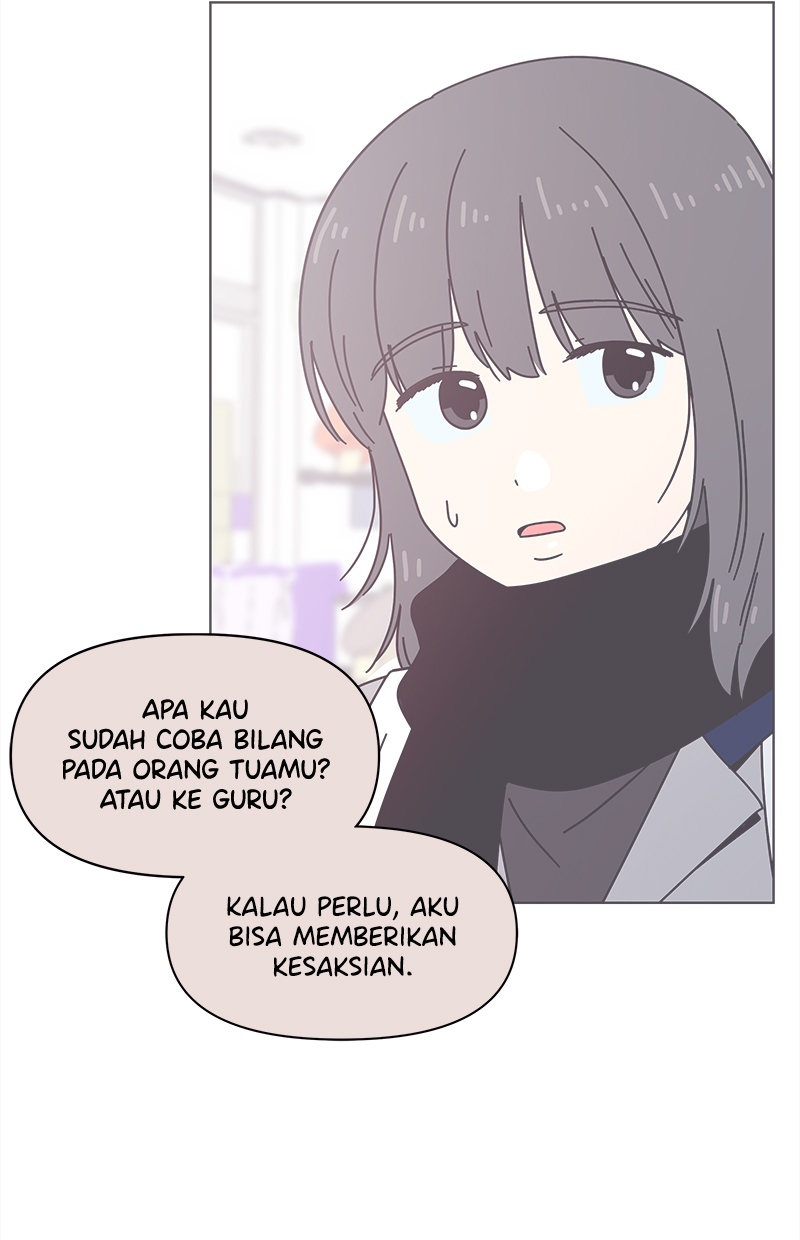 APA KAU
SUDAH COBA BILANG
PADA ORANG TUAMU?
ATAU KE GURU?
KALAU PERLU, AKU
BISA MEMBERIKAN
KESAKSIAN.